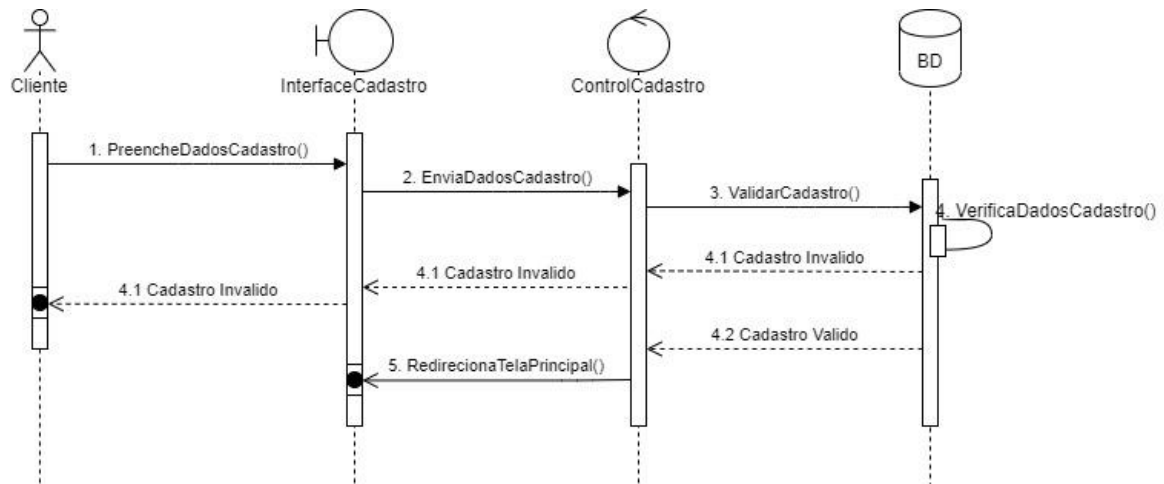 BD
Cliente
InterfaceCadastro
ControlCadastro
1. PreencheDadosCadastro()
2. EnviaDadosCadastro()
3. ValidarCadastro()
4. VerificaDadosCadastro()
4.1 Cadastro Invalido
4.1 Cadastro Invalido
4.1 Cadastro Invalido
4.2 Cadastro Valido
5. RedirecionaTelaPrincipal()